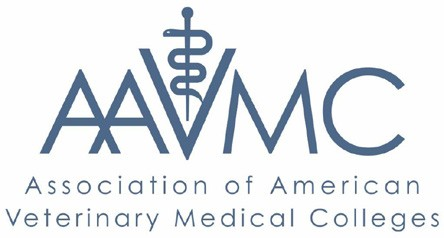 AAVMC
Association of American
Veterinary Medical Colleges